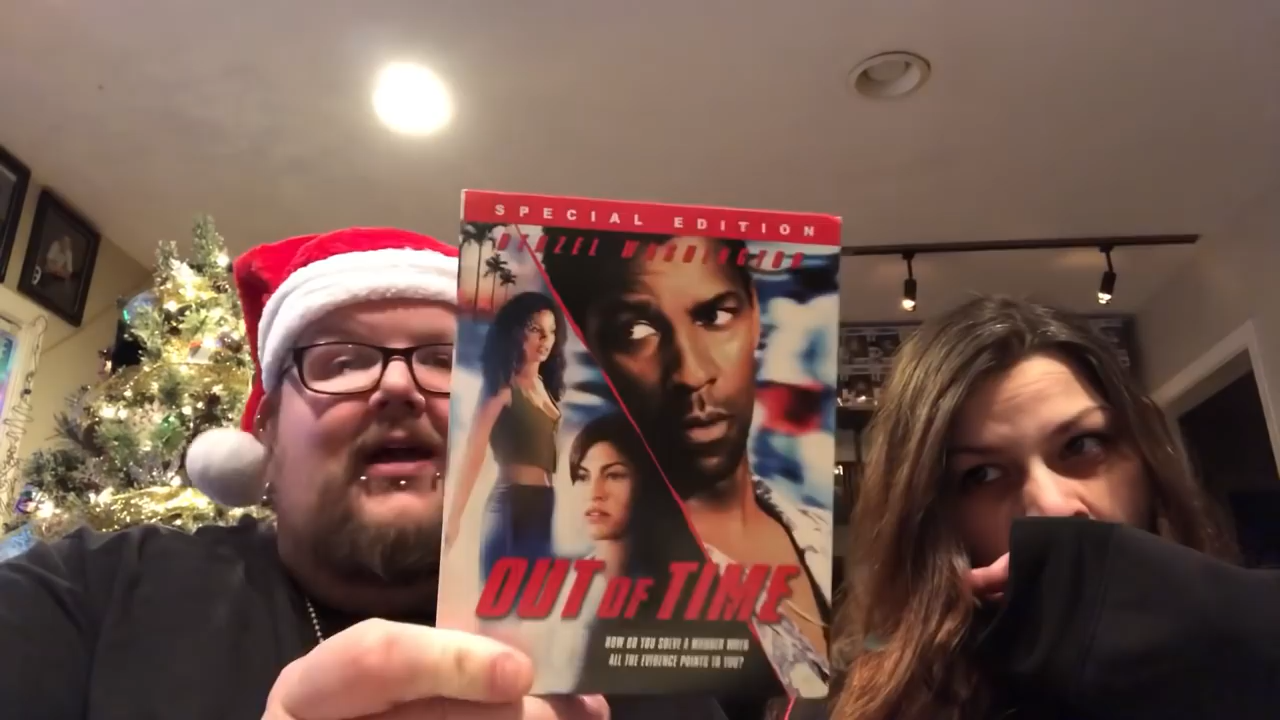 SPECIAL EDITION
DENZEL WASHINGTON
OUT OF TIME
HOW DO YOU SOLVE A MURDER WHEN
ALL THE EVIDENCE POINTS TO YOU?